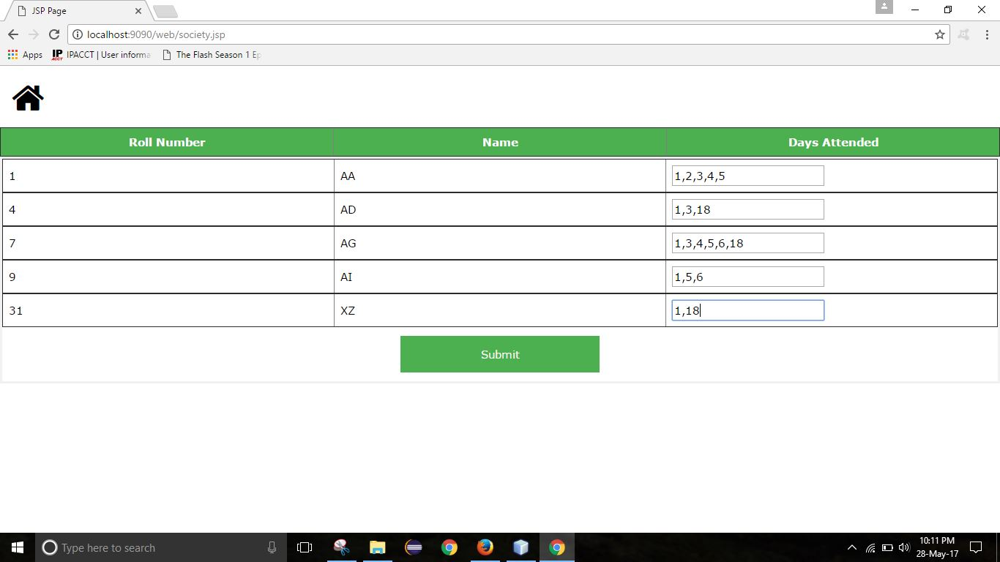 JSP Page
localhost:9090/web/society.jsp
Apps IP ACCT IPACCT | User informa The Flash Season 1 Ep
Roll Number Name Days Attended
1 AA 1,2,3,4,5
4 AD 1,3,18
7 AG 1,3,4,5,6,18
9 AI 1,5,6
31 XZ 1,18
Submit
Type here to search
10:11 PM
28-May-17